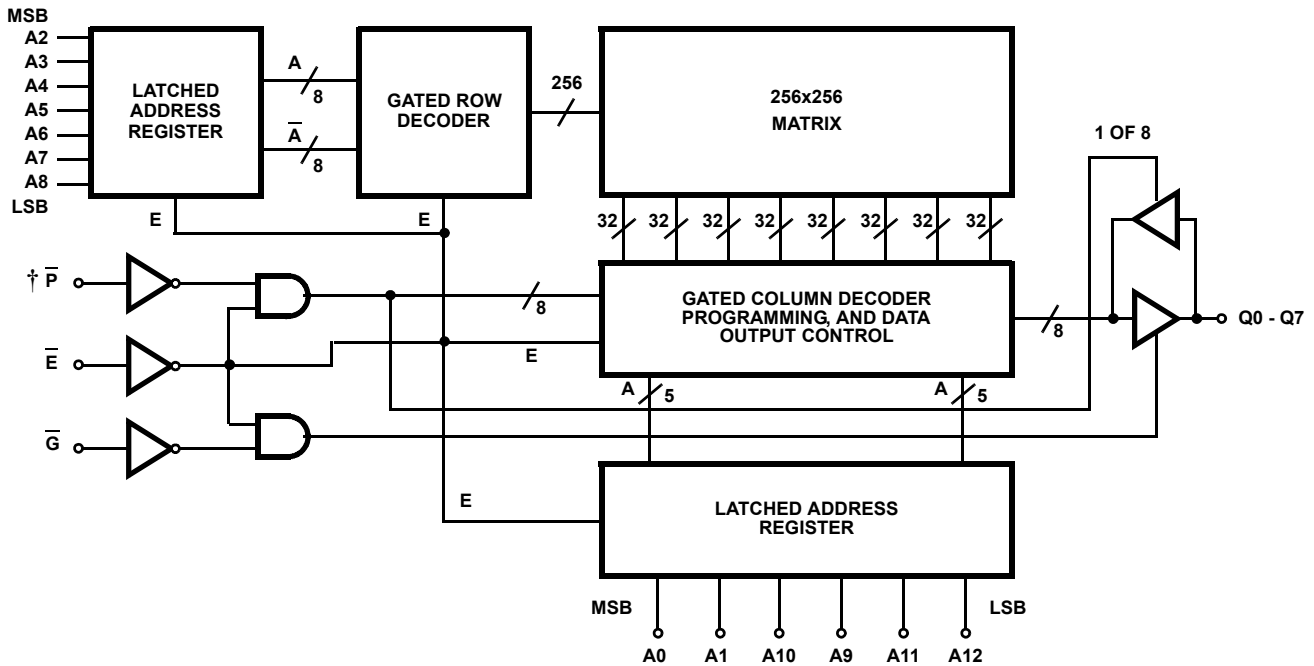 MSB
A2
A3
A4
A5
A6
A7
A8
LSB
LATCHED
ADDRESS
REGISTER
A
8
A̅
8
GATED ROW
DECODER
256
256x256
MATRIX
1 OF 8
E
E
32
32
32
32
32
32
32
32
† P̅
8
GATED COLUMN DECODER
PROGRAMMING, AND DATA
OUTPUT CONTROL
8
Q0 - Q7
E̅
E
A
5
A
5
G̅
E
LATCHED ADDRESS
REGISTER
MSB
LSB
A0
A1
A10
A9
A11
A12